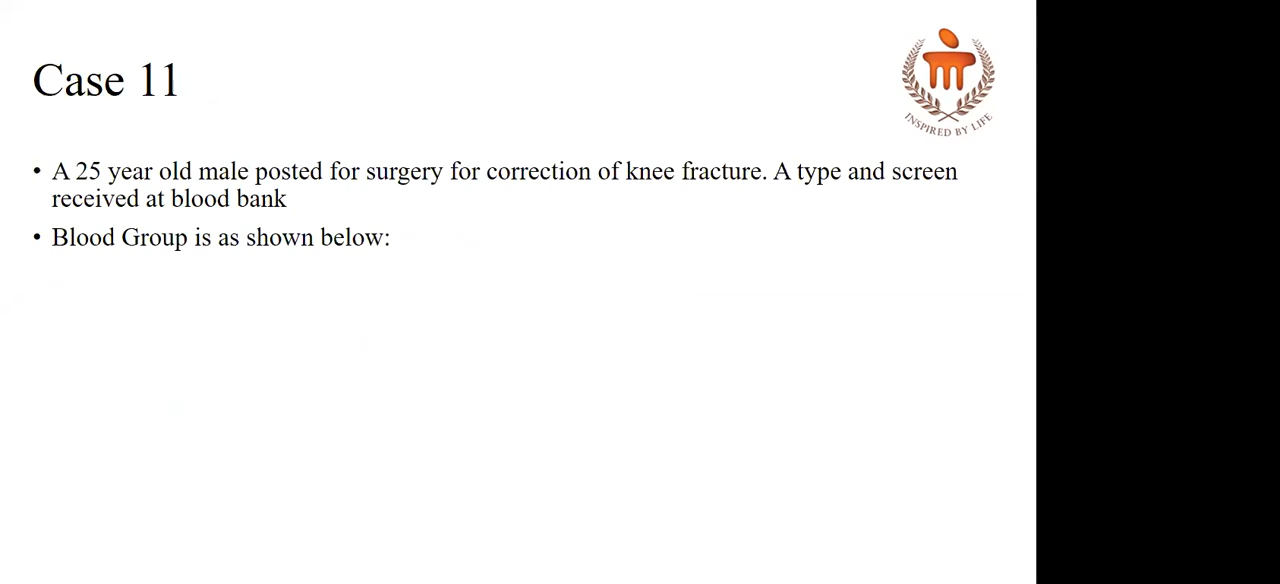 Case 11
INSPIRED BY LIFE
• A 25 year old male posted for surgery for correction of knee fracture. A type and screen
received at blood bank
• Blood Group is as shown below: